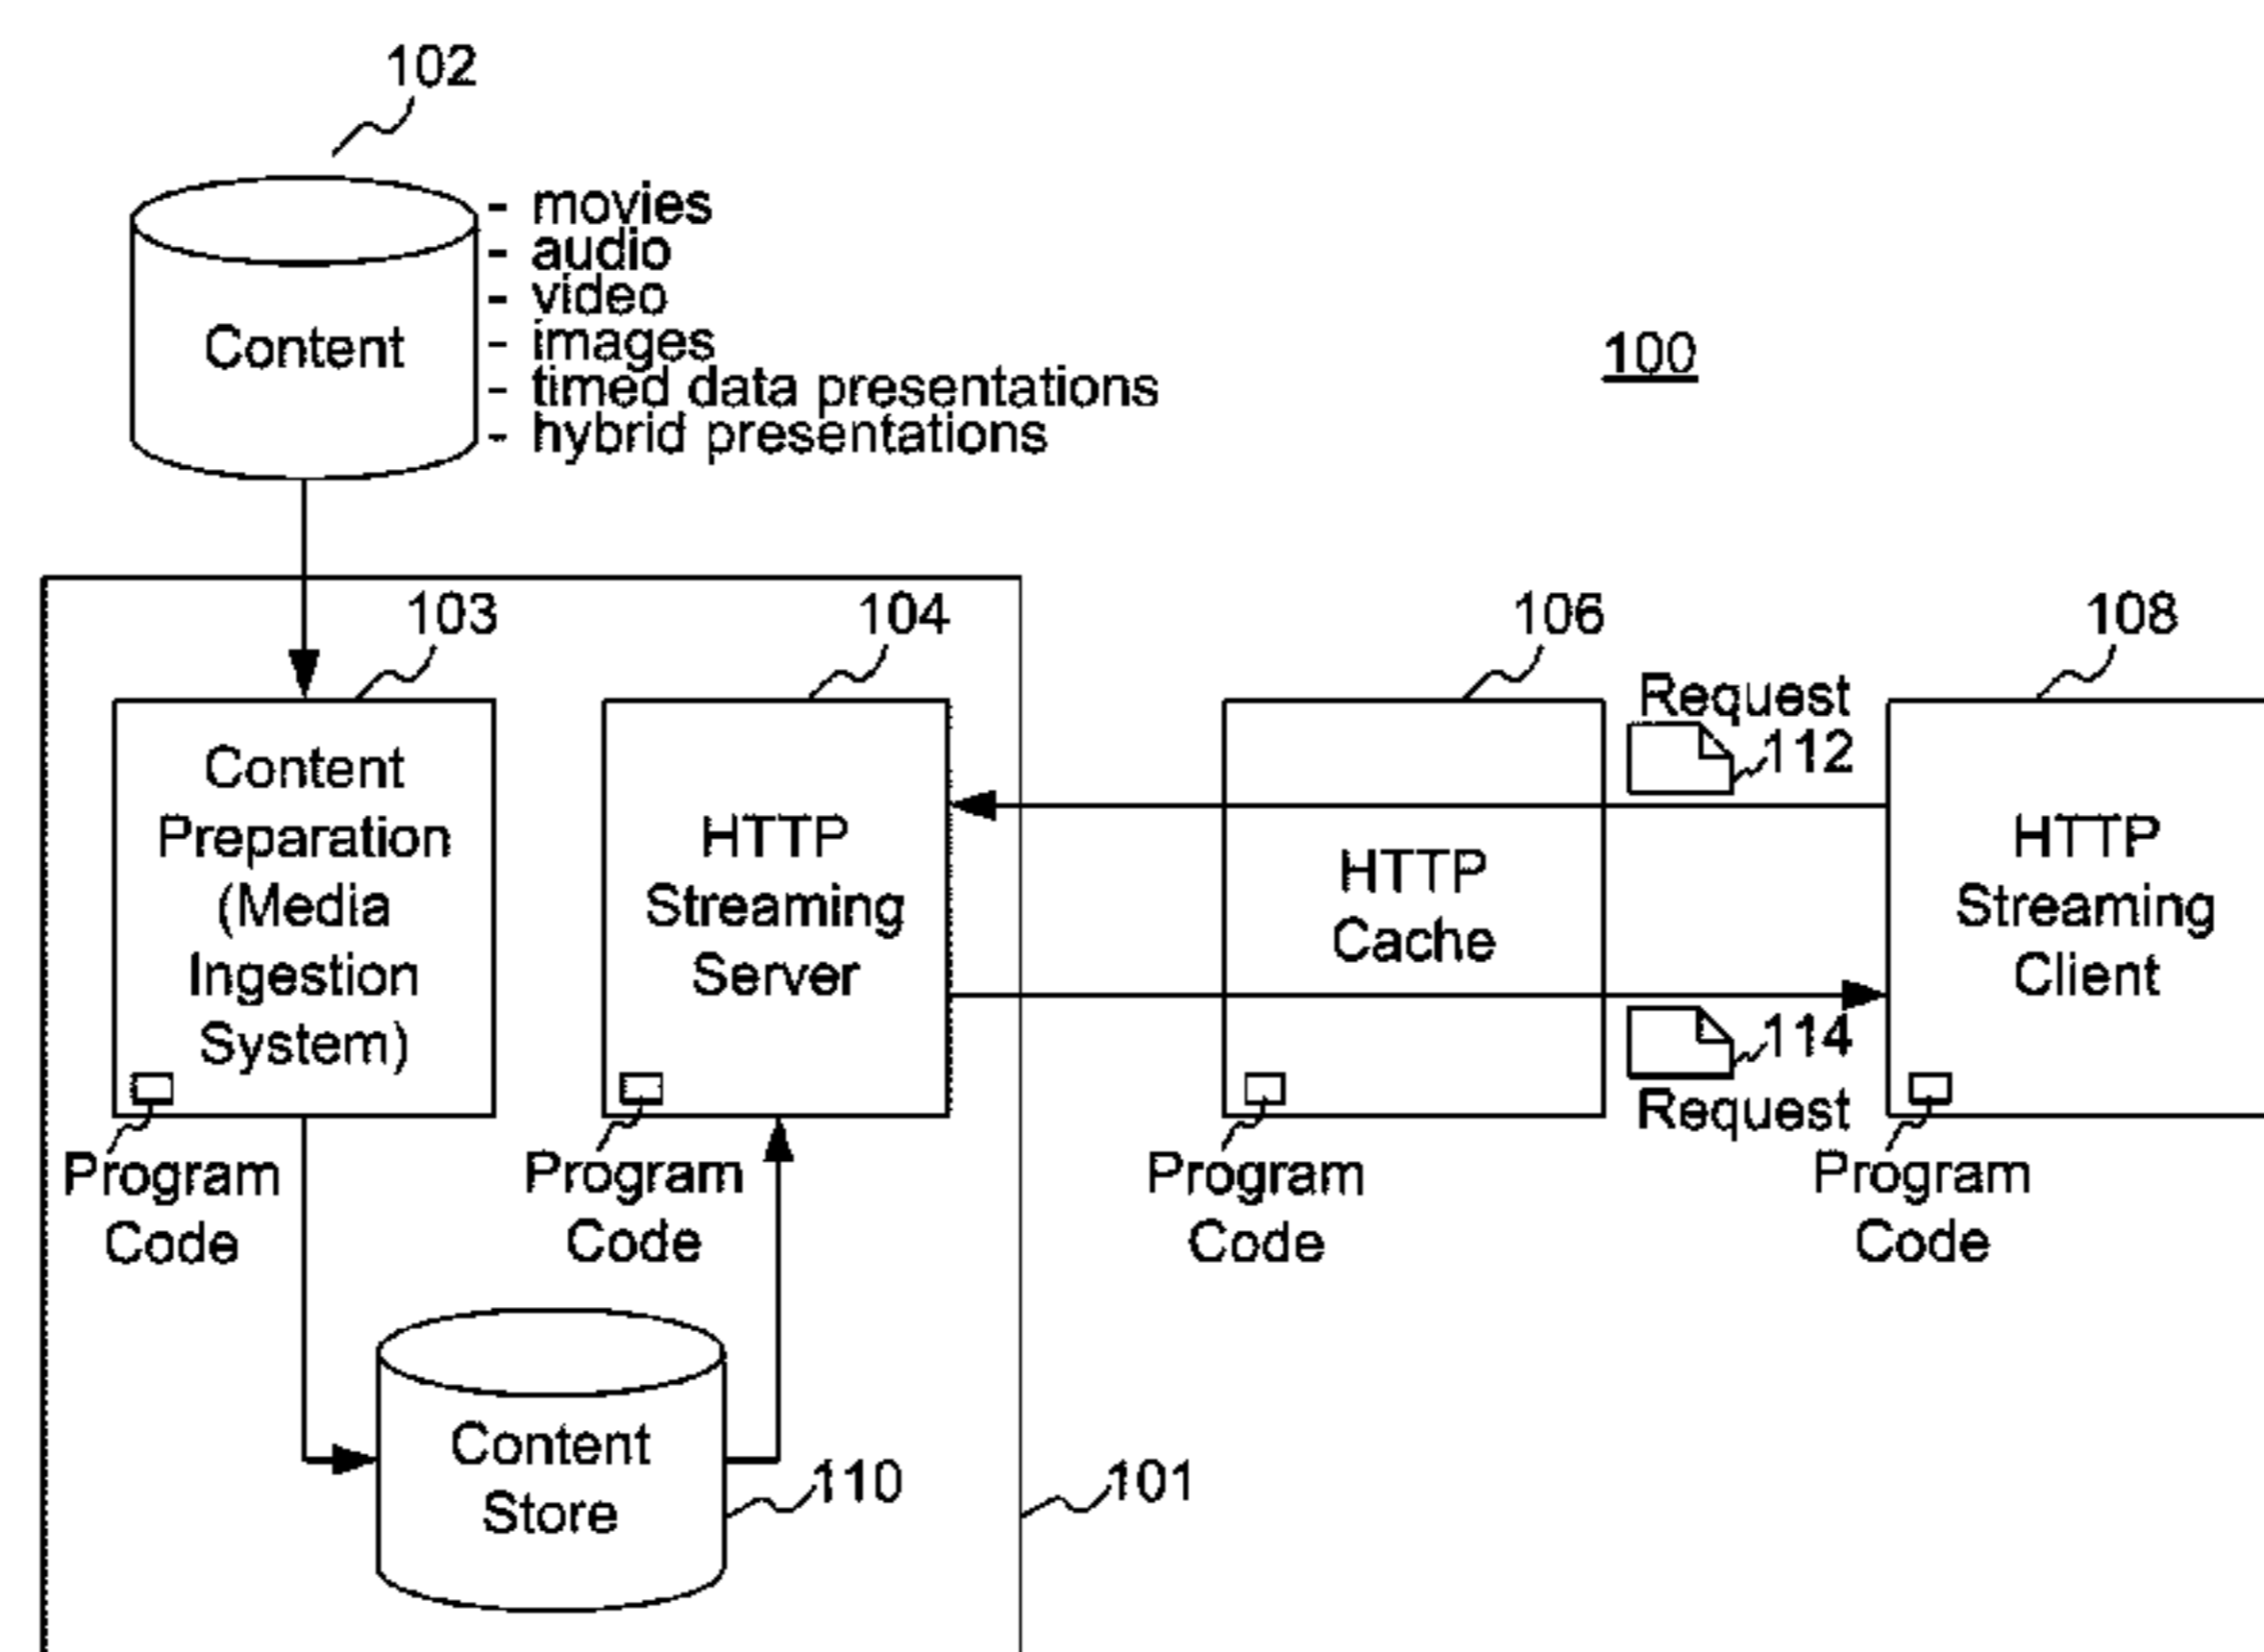 102
- movies
- audio
- video
- images
- timed data presentations
- hybrid presentations
Content
100
103
104
106
108
Content
Preparation
(Media
Ingestion
System)
HTTP
Streaming
Server
HTTP
Cache
Request
112
HTTP
Streaming
Client
114
Request
Program
Code
Program
Code
Program
Code
Program
Code
Content
Store
110
101